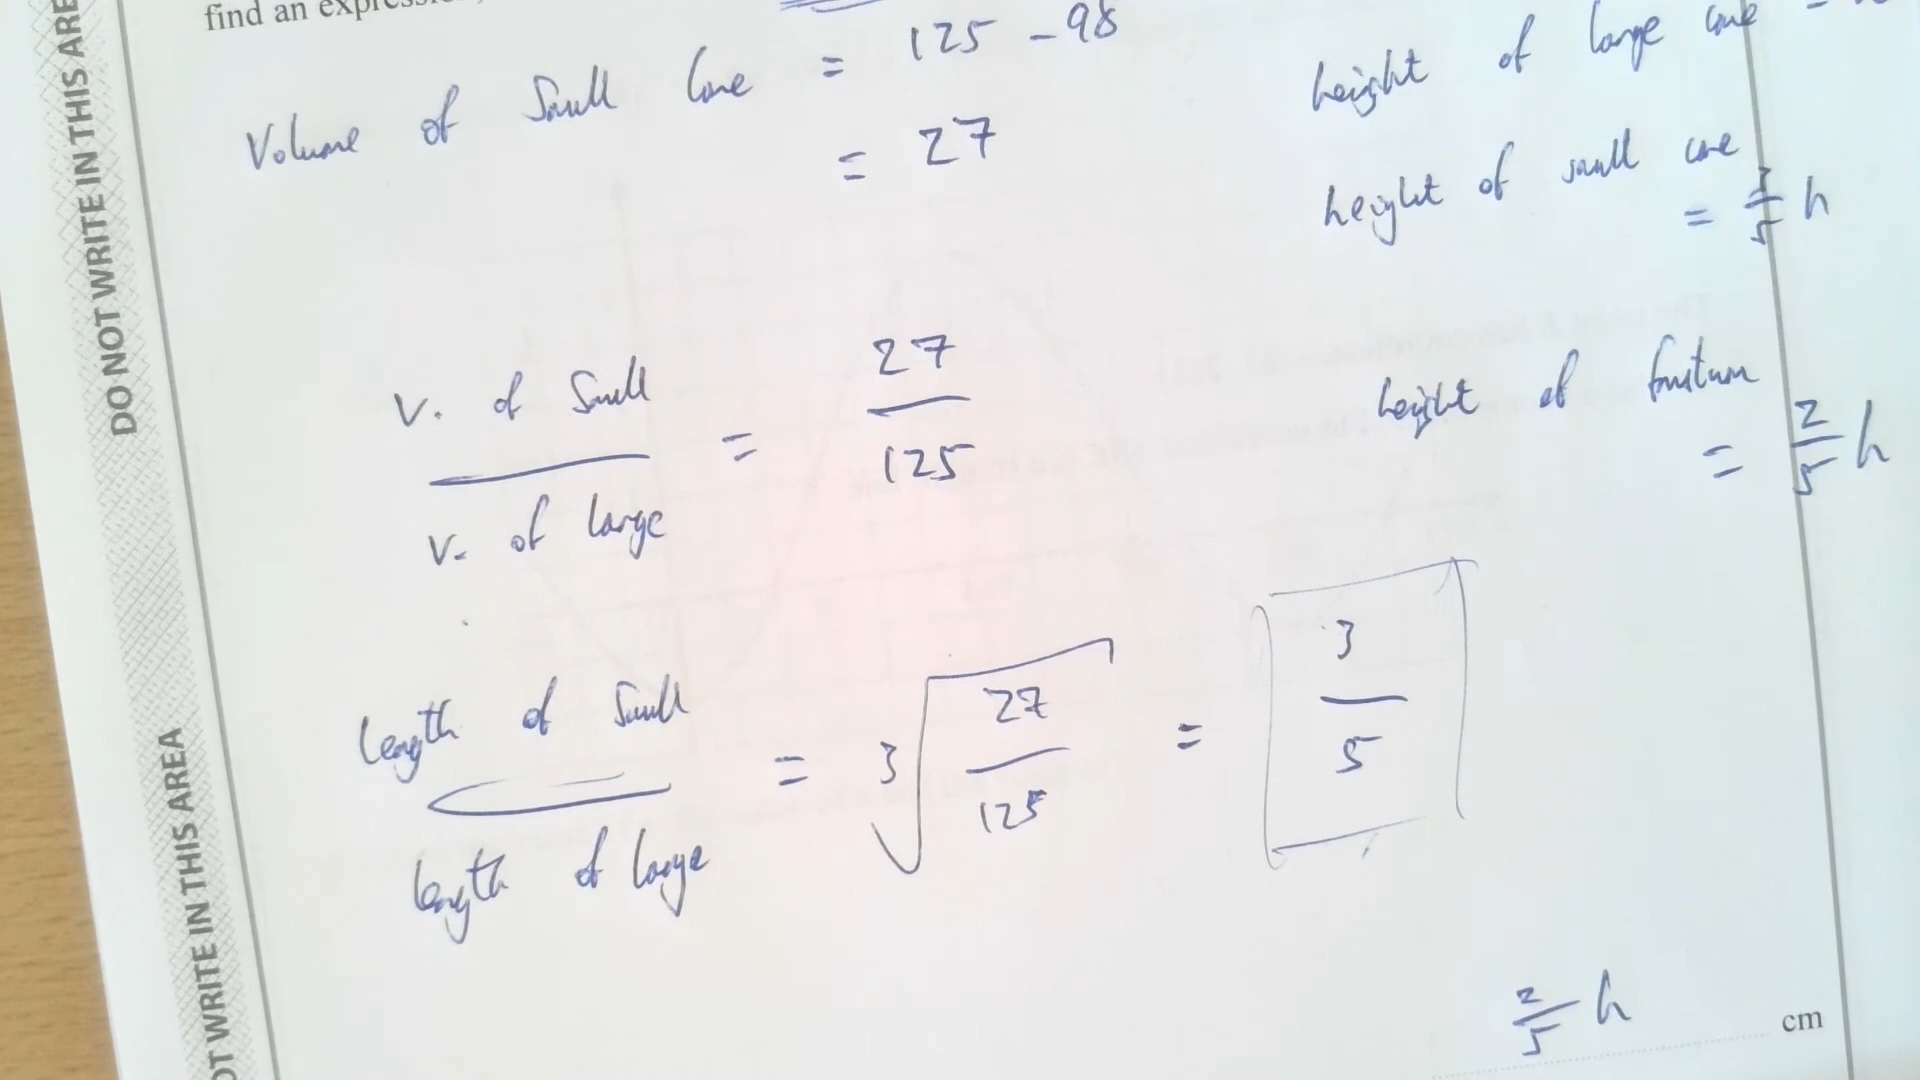 find an express
Volume of Small Cone = 125 - 98
= 27
height of large cone =
height of small cone
= 3/5 h
V. of Small / V. of large = 27/125
height of frustum
= 2/5 h
length of Small / length of large = ∛(27/125) = 3/5
2/5 h cm
DO NOT WRITE IN THIS ARE
OT WRITE IN THIS AREA